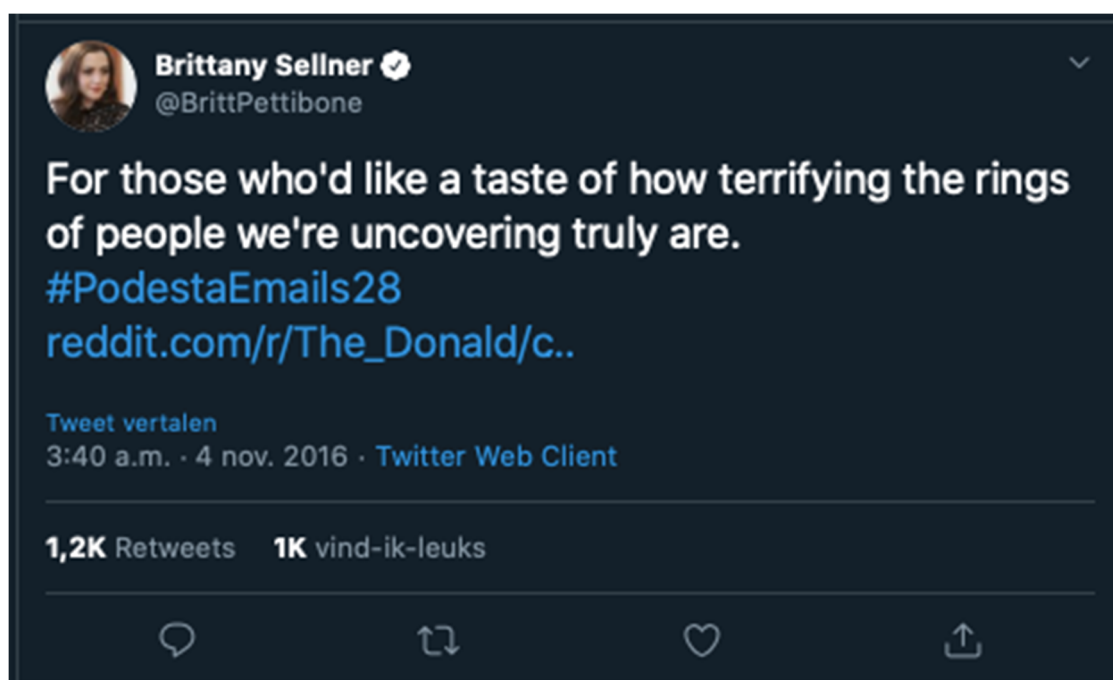 Brittany Sellner
@BrittPettibone
For those who'd like a taste of how terrifying the rings
of people we're uncovering truly are.
#PodestaEmails28
reddit.com/r/The_Donald/c..
Tweet vertalen
3:40 a.m. · 4 nov. 2016 · Twitter Web Client
1,2K Retweets 1K vind-ik-leuks